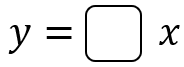 y = □ x